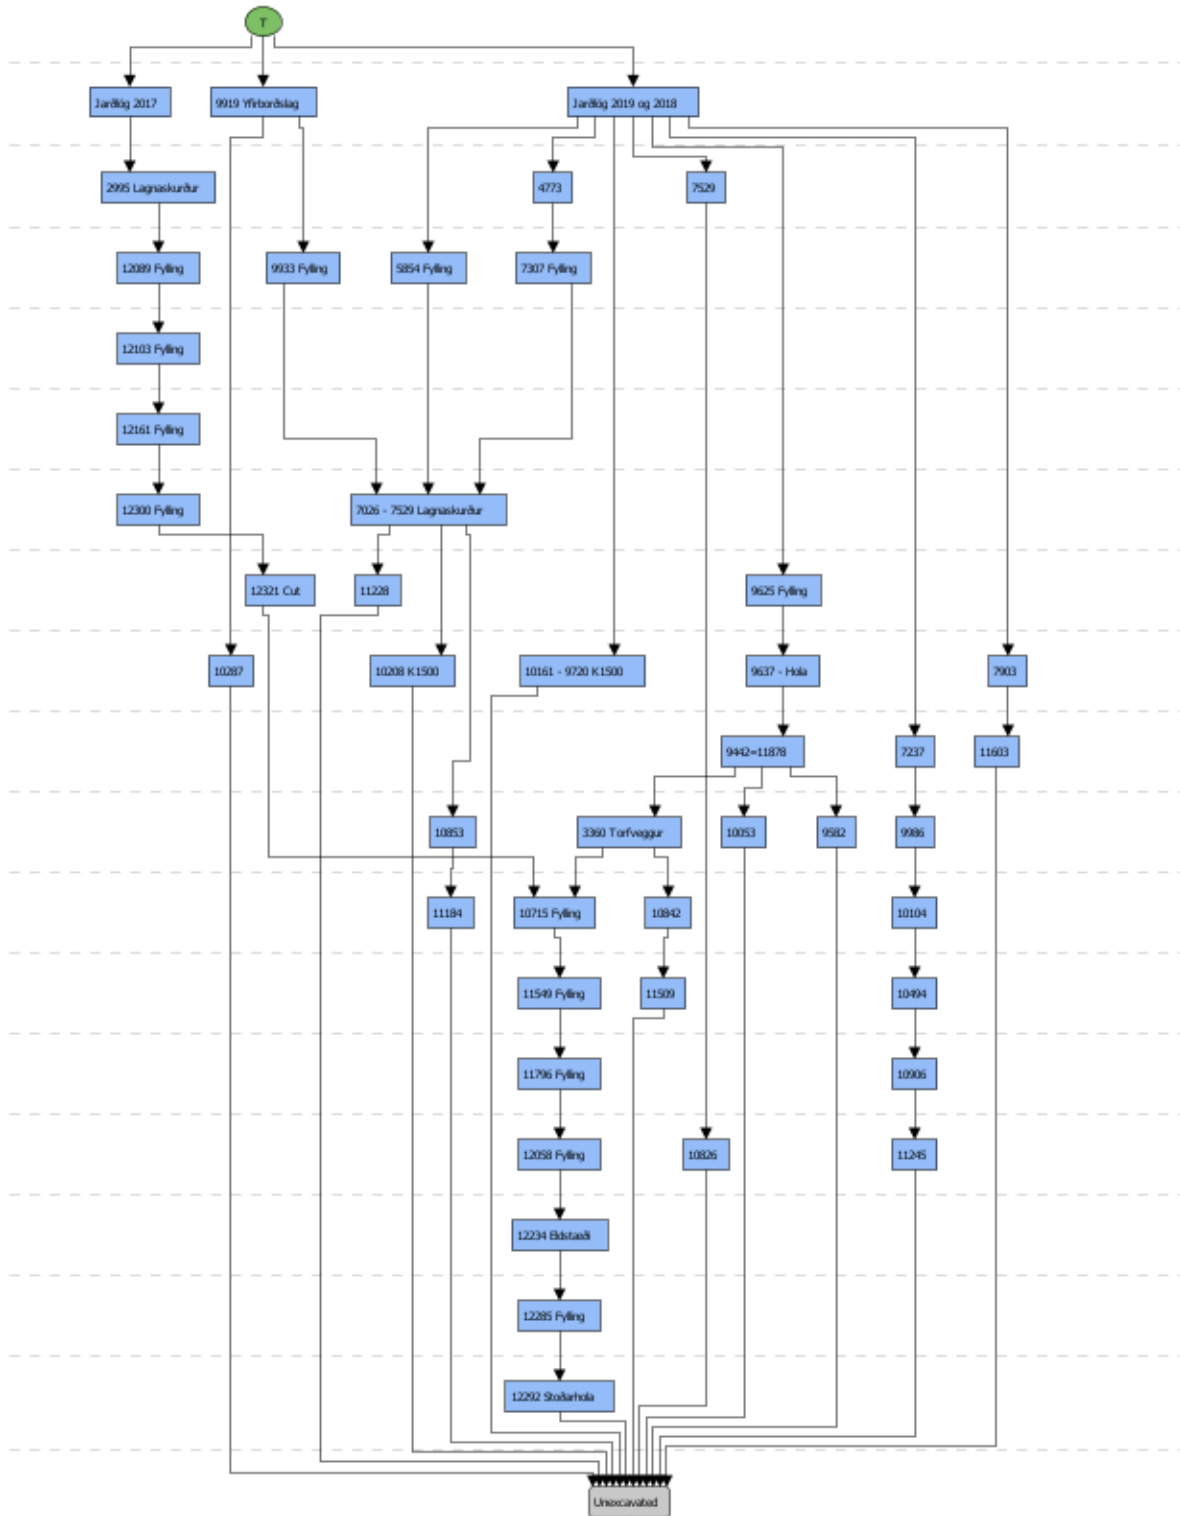 T
Jarðlög 2017
9919 Yfirborðslag
Jarðlög 2019 og 2018
2995 Lagnaskurður
4773
7529
12089 Fylling
9933 Fylling
5854 Fylling
7307 Fylling
12103 Fylling
12161 Fylling
12300 Fylling
7026 - 7529 Lagnaskurður
12321 Cut
11228
9625 Fylling
10287
10208 K1500
10161 - 9720 K1500
9637 - Hola
7903
9442=11878
7237
11603
10853
3360 Torfveggur
10053
9582
9986
11184
10715 Fylling
10842
10104
11549 Fylling
11509
10494
11796 Fylling
10906
12058 Fylling
10826
11245
12234 Eldstæði
12285 Fylling
12292 Stoðarhola
Unexcavated